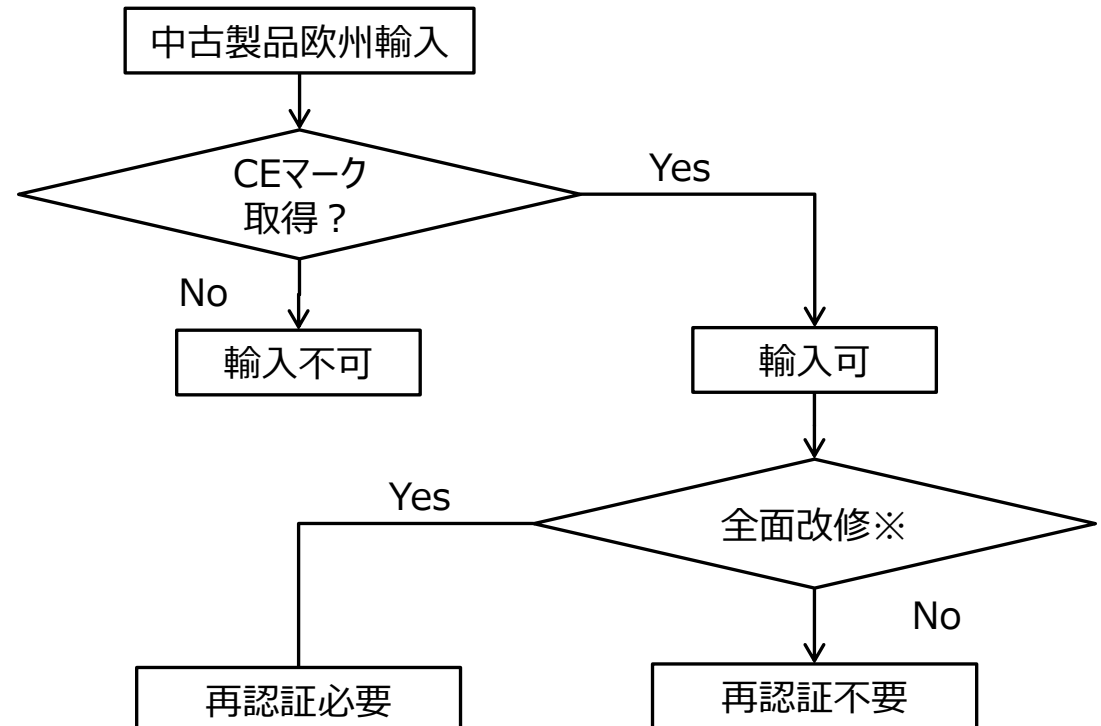 中古製品欧州輸入
CEマーク
取得？
Yes
No
輸入不可
輸入可
Yes
全面改修※
No
再認証必要
再認証不要